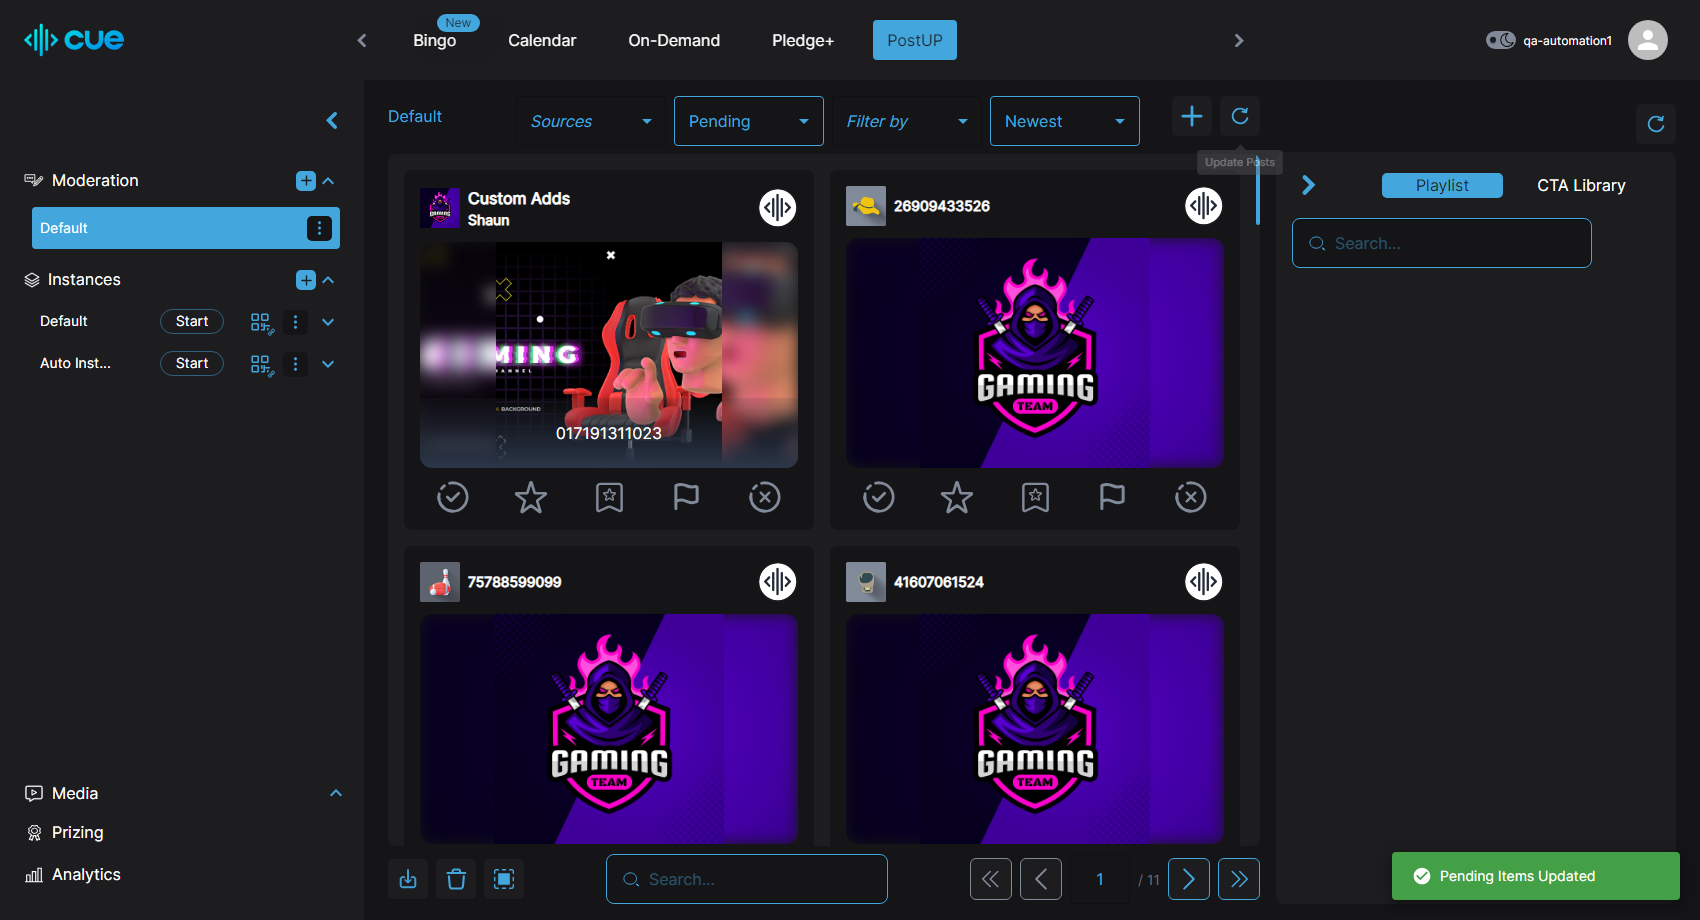 cue
New
Bingo
Calendar
On-Demand
Pledge+
PostUP
qa-automation1
Default
Sources
Pending
Filter by
Newest
Update Posts
Moderation
Default
Instances
Default
Start
Auto Inst...
Start
Media
Prizing
Analytics
Custom Adds
Shaun
MING
BACKGROUND
017191311023
26909433526
GAMING
TEAM
75788599099
GAMING
TEAM
41607061524
GAMING
TEAM
Search...
1
/ 11
Playlist
CTA Library
Search...
Pending Items Updated